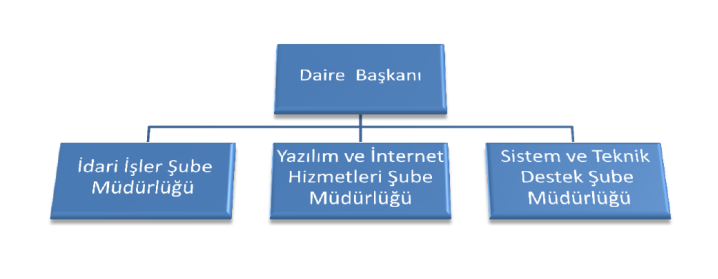 Daire Başkanı
İdari İşler Şube
Müdürlüğü
Yazılım ve İnternet
Hizmetleri Şube
Müdürlüğü
Sistem ve Teknik
Destek Şube
Müdürlüğü